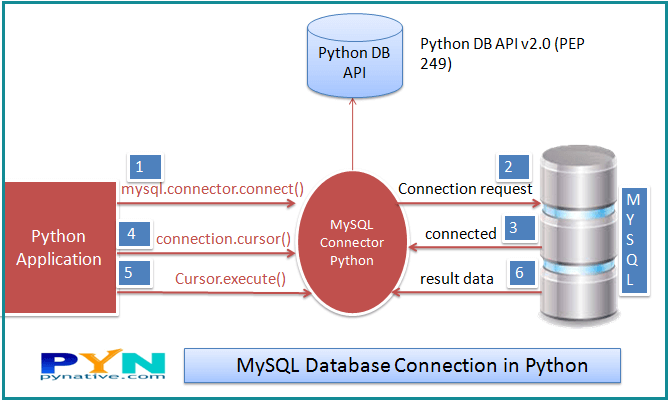 Python DB
API
Python DB API v2.0 (PEP
249)
1
mysql.connector.connect()
2
Connection request
Python
Application
4
connection.cursor()
MySQL
Connector
Python
3
connected
M
Y
S
Q
L
5
Cursor.execute()
6
result data
PYN
pynative.com
MySQL Database Connection in Python